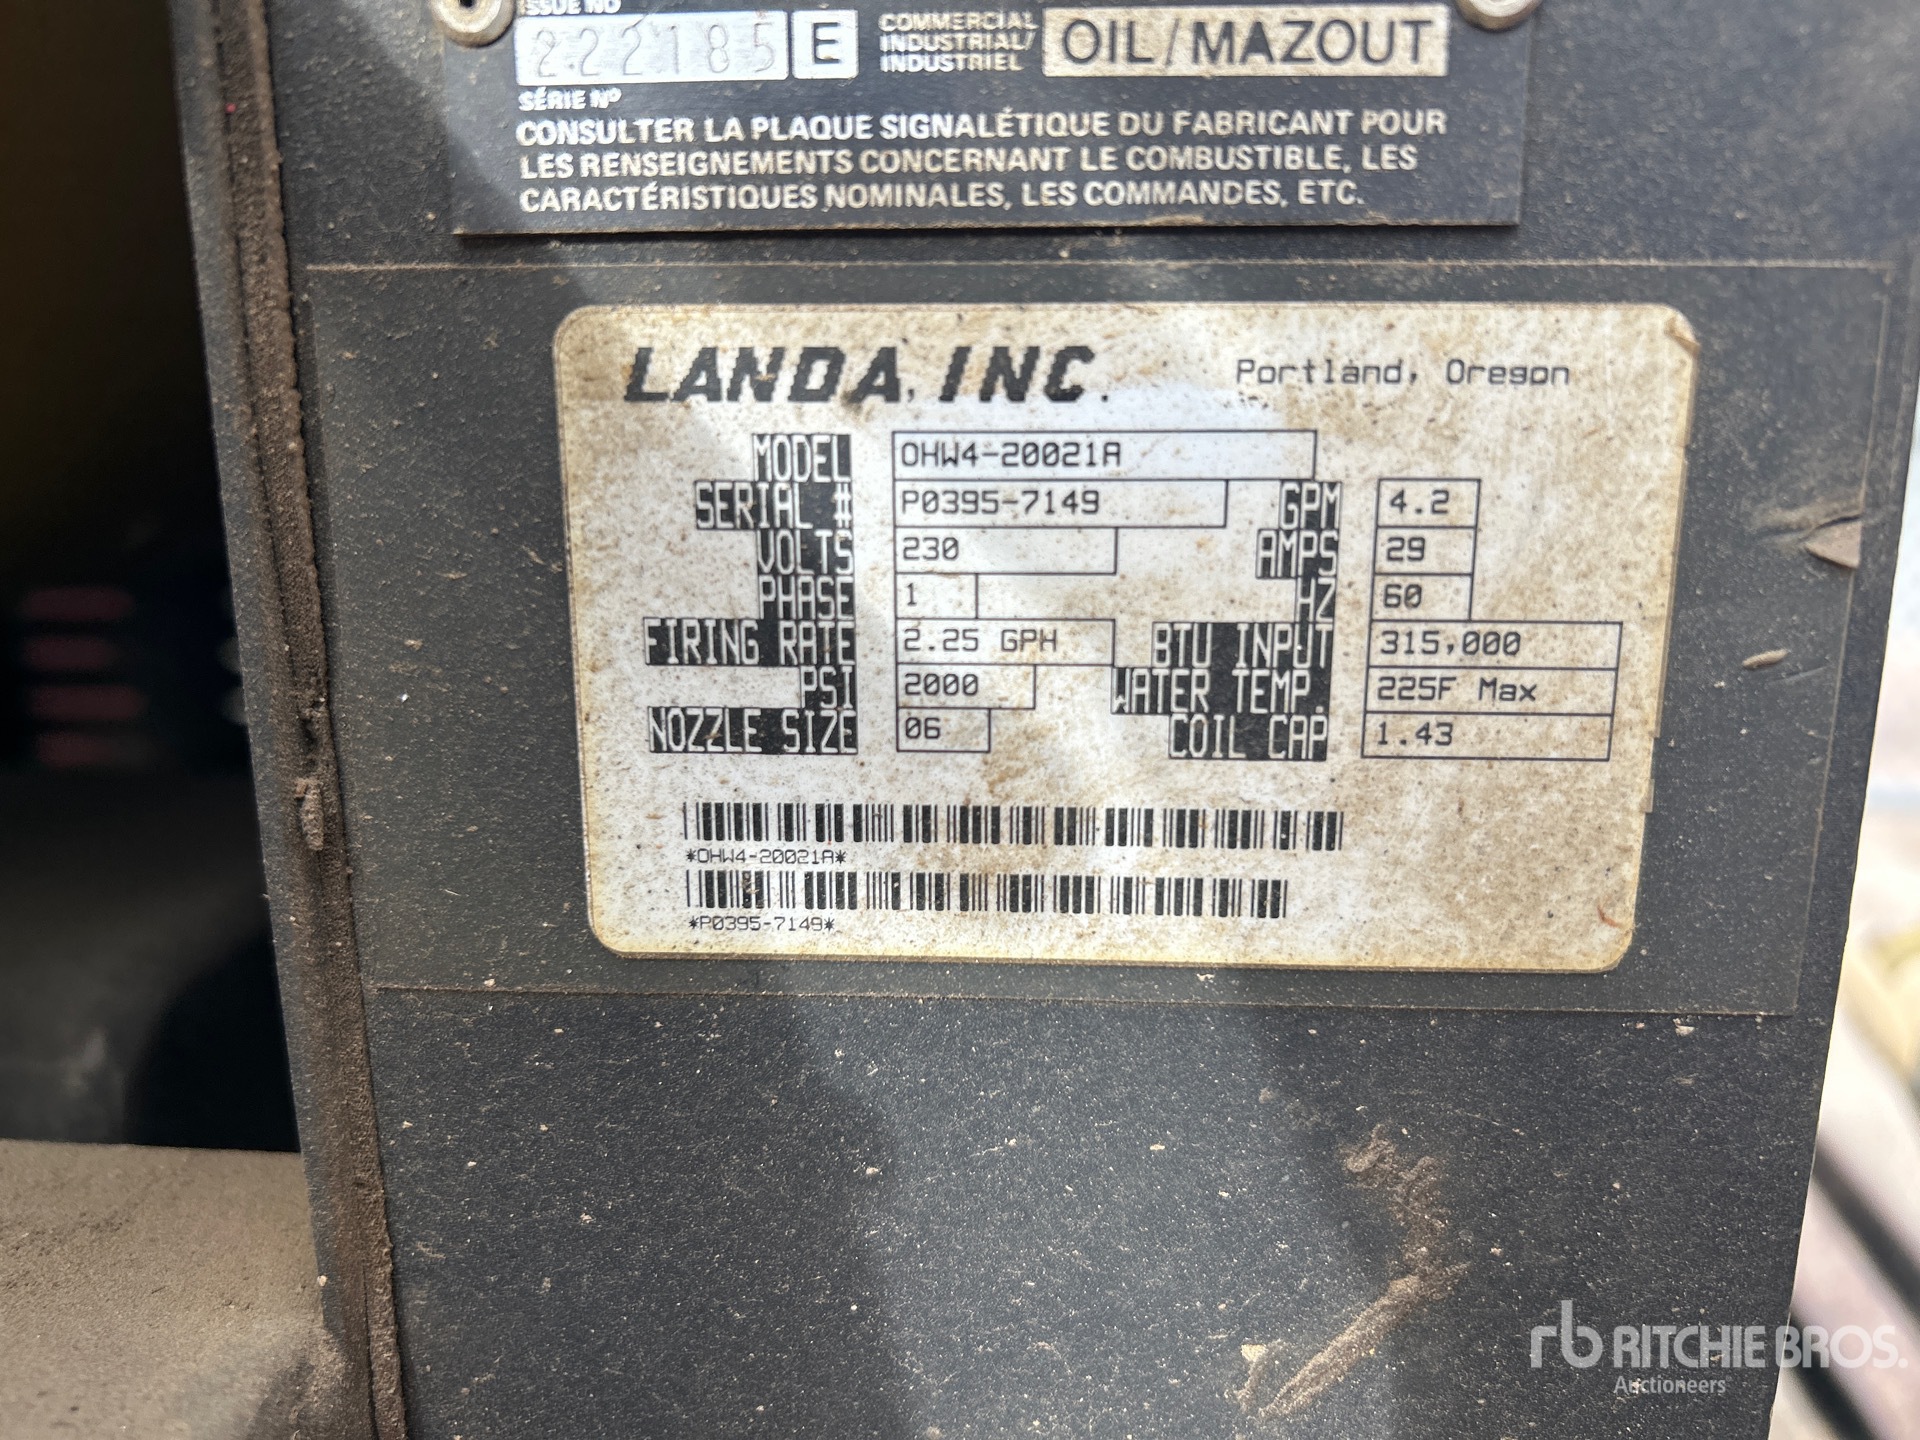 ISSUE NO
222185 E COMMERCIAL INDUSTRIAL/ INDUSTRIEL OIL/MAZOUT
SÉRIE Nº
CONSULTER LA PLAQUE SIGNALÉTIQUE DU FABRICANT POUR
LES RENSEIGNEMENTS CONCERNANT LE COMBUSTIBLE, LES
CARACTÉRISTIQUES NOMINALES, LES COMMANDES, ETC.
LANDA, INC. Portland, Oregon
MODEL OHW4-20021A
SERIAL # P0395-7149 GPM 4.2
VOLTS 230 AMPS 29
PHASE 1 HZ 60
FIRING RATE 2.25 GPH BTU INPUT 315,000
PSI 2000 WATER TEMP. 225F Max
NOZZLE SIZE 06 COIL CAP 1.43
*OHW4-20021A*
*P0395-7149*
rb RITCHIE BROS.
Auctioneers